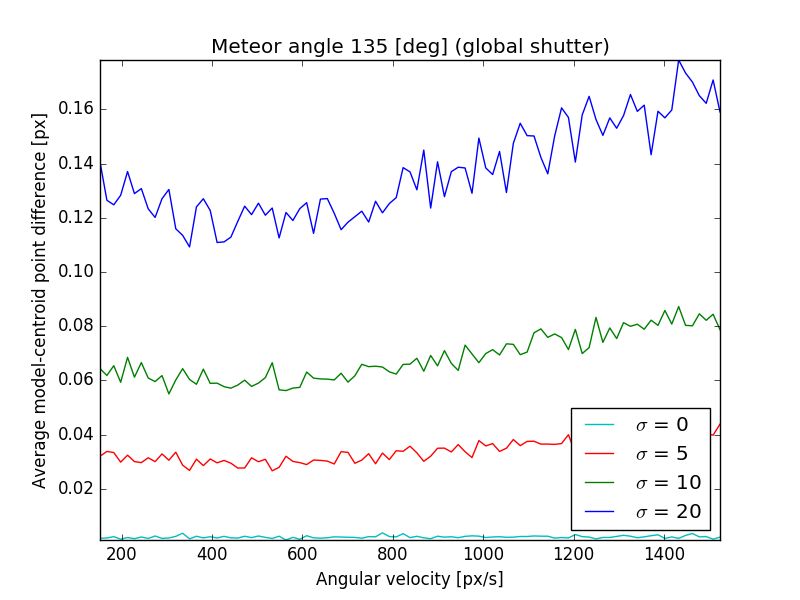 Meteor angle 135 [deg] (global shutter)
Average model-centroid point difference [px]
0.16
0.14
0.12
0.10
0.08
0.06
0.04
0.02
σ = 0
σ = 5
σ = 10
σ = 20
200 400 600 800 1000 1200 1400
Angular velocity [px/s]